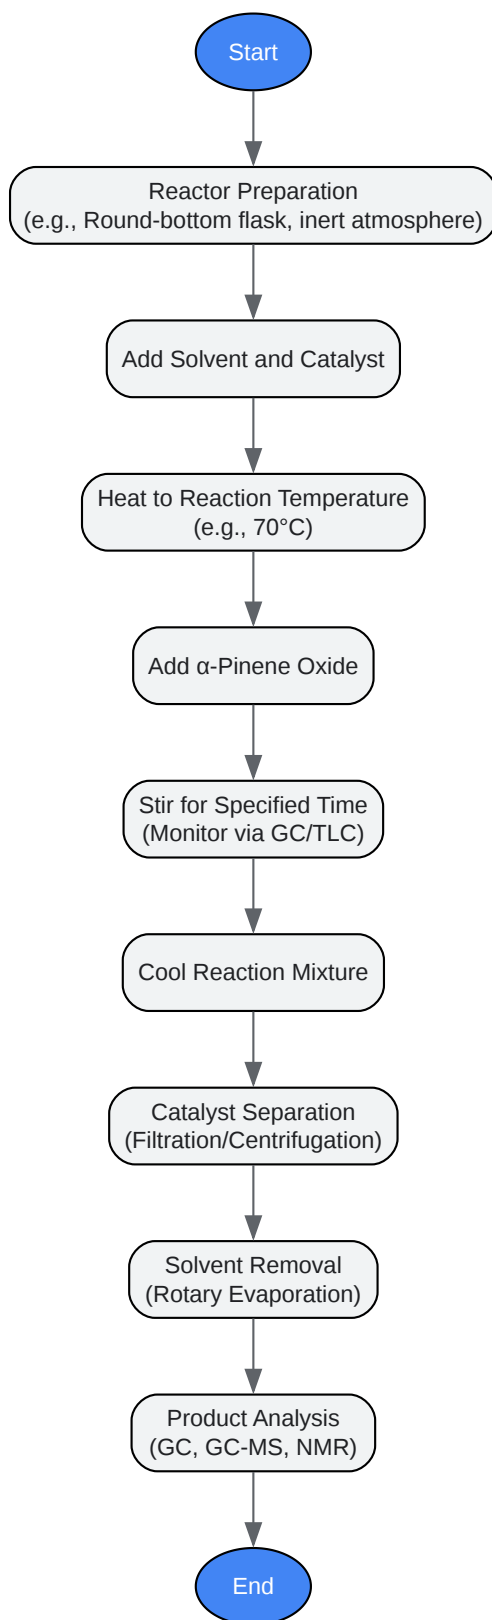 Start
Reactor Preparation
(e.g., Round-bottom flask, inert atmosphere)
Add Solvent and Catalyst
Heat to Reaction Temperature
(e.g., 70°C)
Add α-Pinene Oxide
Stir for Specified Time
(Monitor via GC/TLC)
Cool Reaction Mixture
Catalyst Separation
(Filtration/Centrifugation)
Solvent Removal
(Rotary Evaporation)
Product Analysis
(GC, GC-MS, NMR)
End